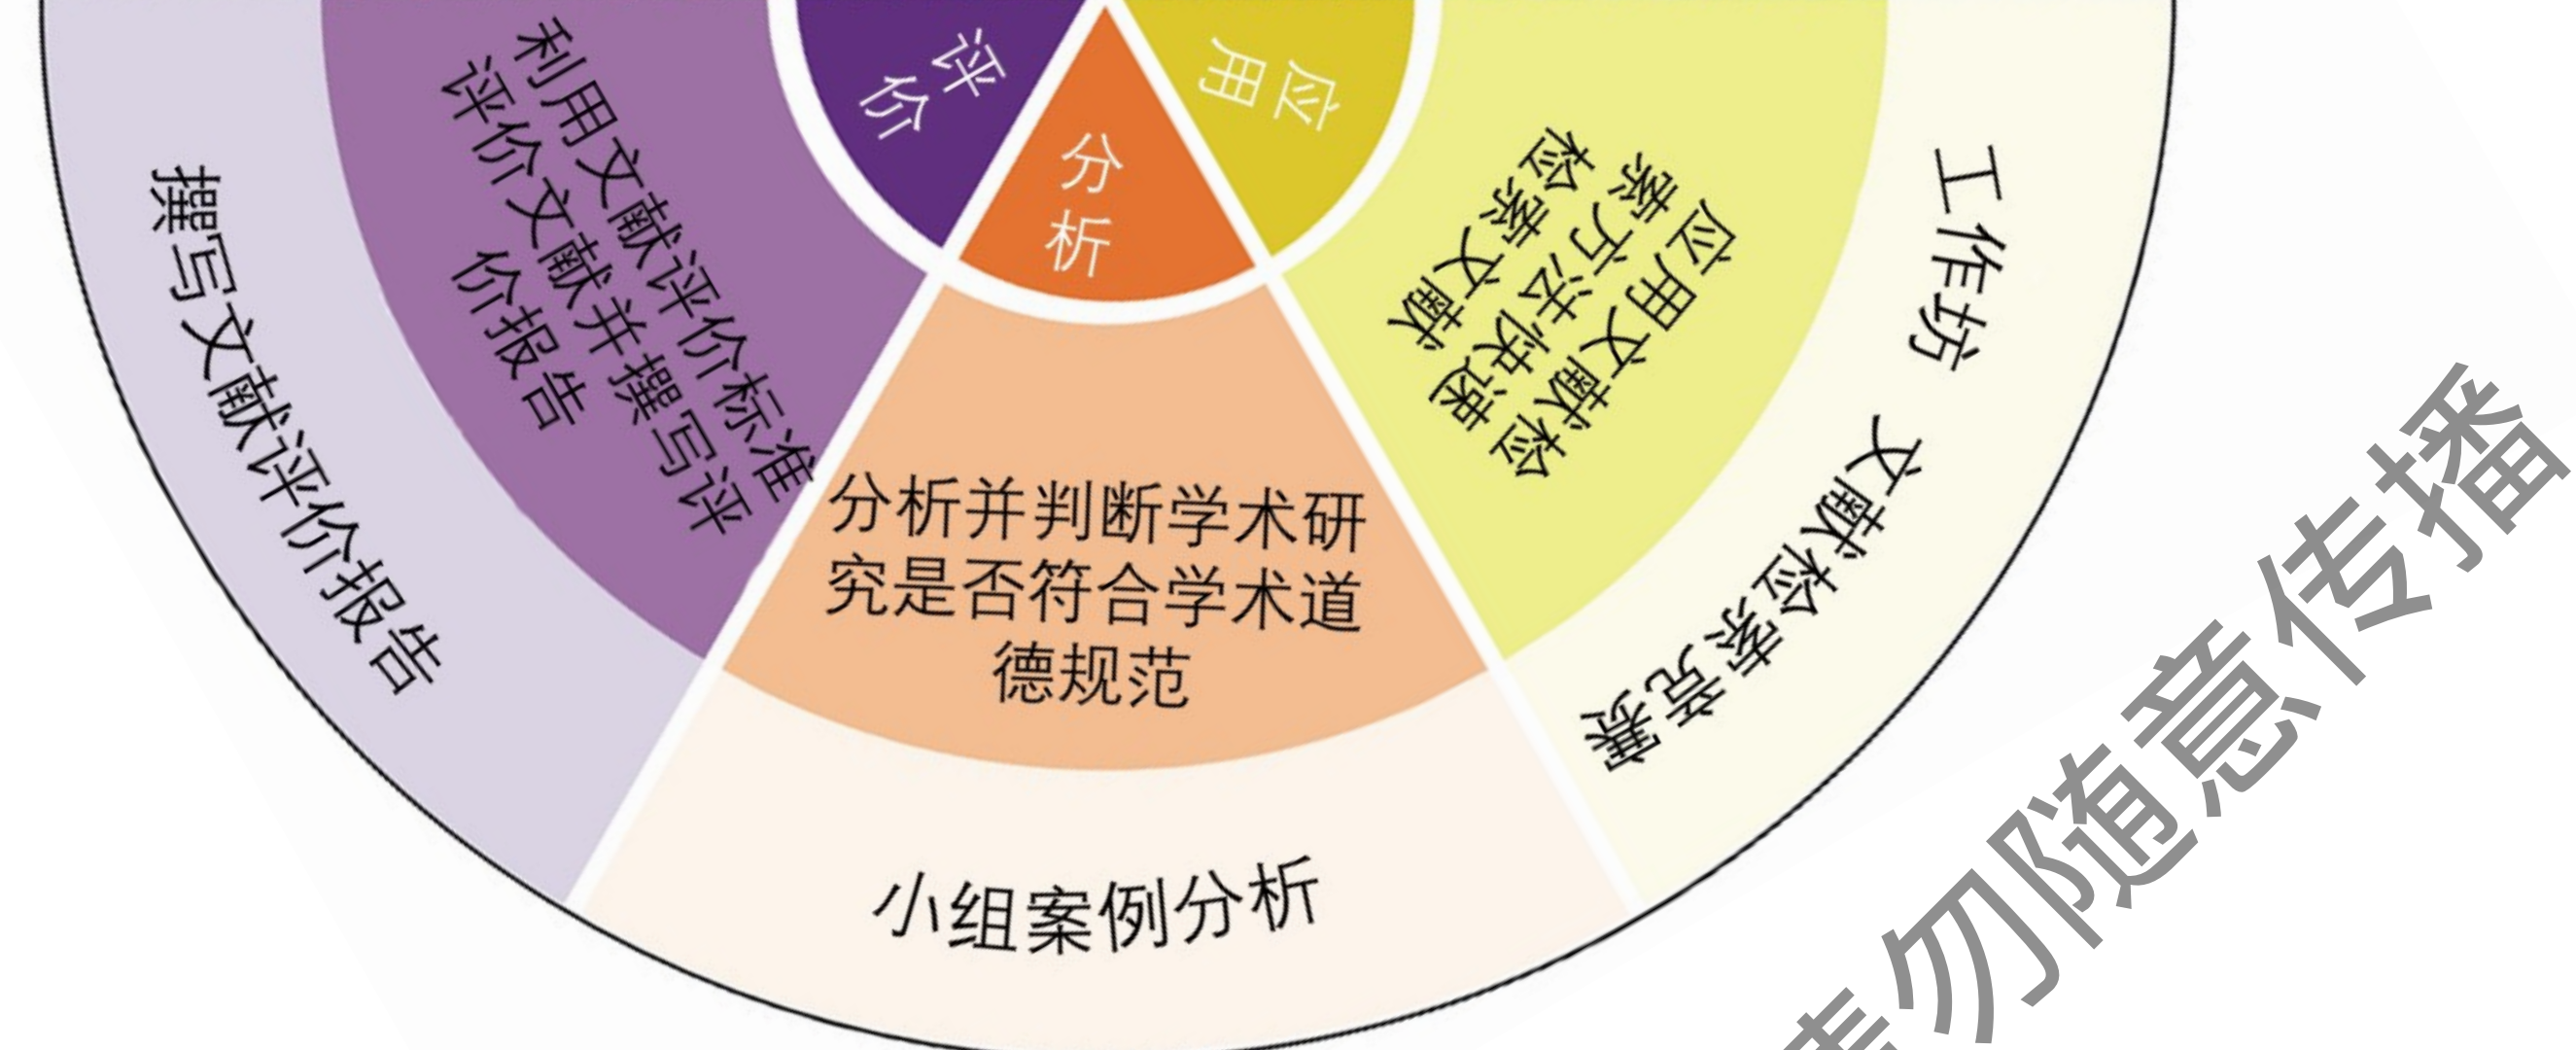 评价
利用文献评价标准
评价文献并撰写评
价报告
撰写文献评价报告
分析
分析并判断学术研
究是否符合学术道
德规范
小组案例分析
应用
应用文献检
索方法快速
检索文献
工作坊 文献检索竞赛
请勿随意传播